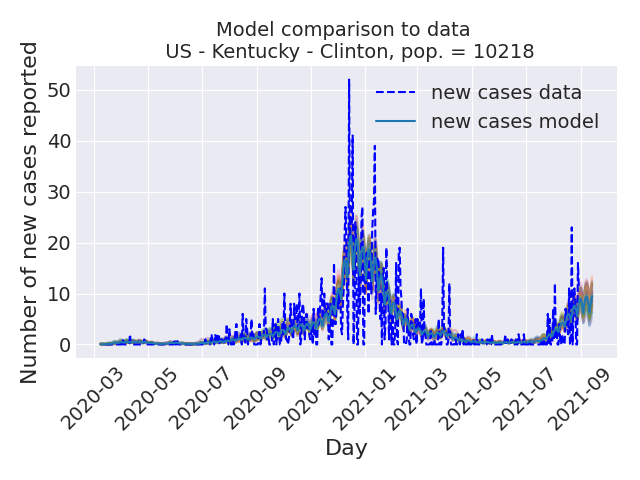 Model comparison to data
US - Kentucky - Clinton, pop. = 10218
Number of new cases reported
50
40
30
20
10
0
new cases data
new cases model
2020-03
2020-05
2020-07
2020-09
2020-11
2021-01
2021-03
2021-05
2021-07
2021-09
Day